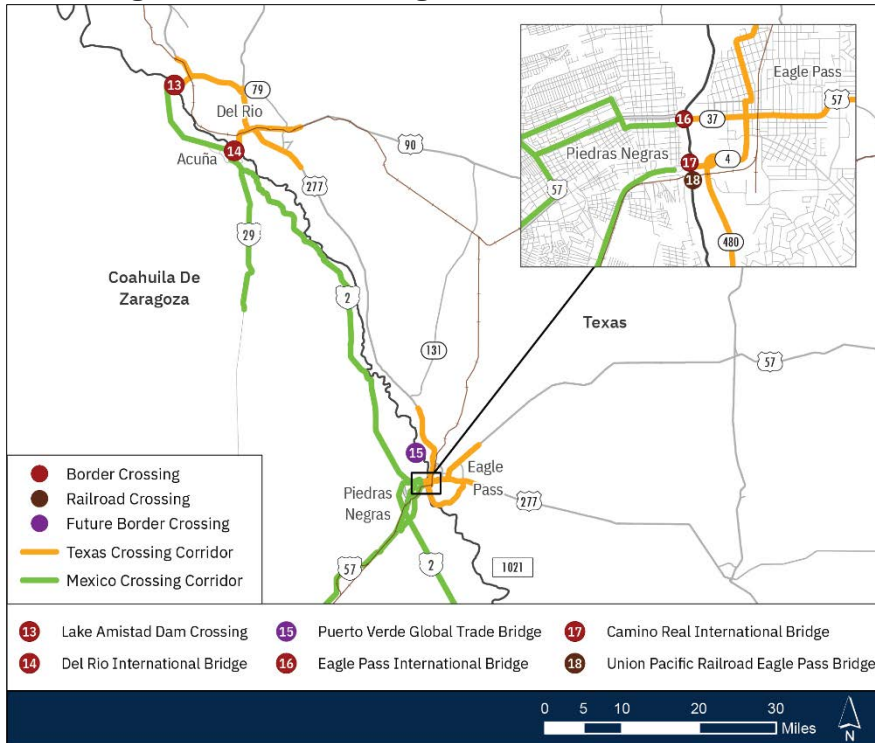 13
79
Del Rio
Acuña
14
90
277
29
Coahuila De
Zaragoza
2
131
Texas
57
15
Eagle
Pass
Piedras
Negras
277
57
2
1021
Eagle Pass
57
16
37
Piedras Negras
17
4
18
57
480
Border Crossing
Railroad Crossing
Future Border Crossing
Texas Crossing Corridor
Mexico Crossing Corridor
13 Lake Amistad Dam Crossing
15 Puerto Verde Global Trade Bridge
17 Camino Real International Bridge
14 Del Rio International Bridge
16 Eagle Pass International Bridge
18 Union Pacific Railroad Eagle Pass Bridge
0 5 10 20 30
Miles
N